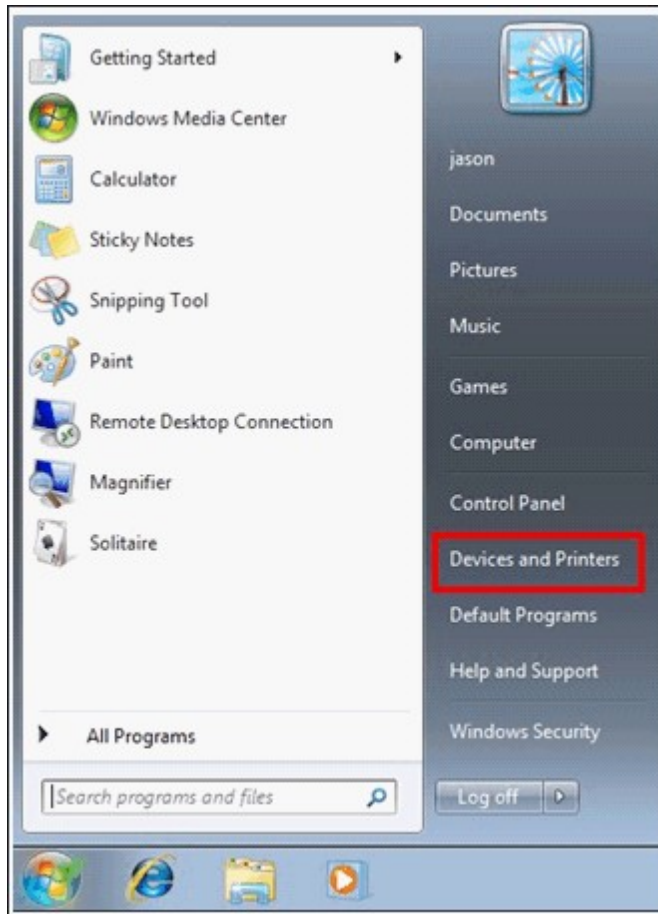 Getting Started
Windows Media Center
Calculator
Sticky Notes
Snipping Tool
Paint
Remote Desktop Connection
Magnifier
Solitaire
All Programs
Search programs and files
jason
Documents
Pictures
Music
Games
Computer
Control Panel
Devices and Printers
Default Programs
Help and Support
Windows Security
Log off